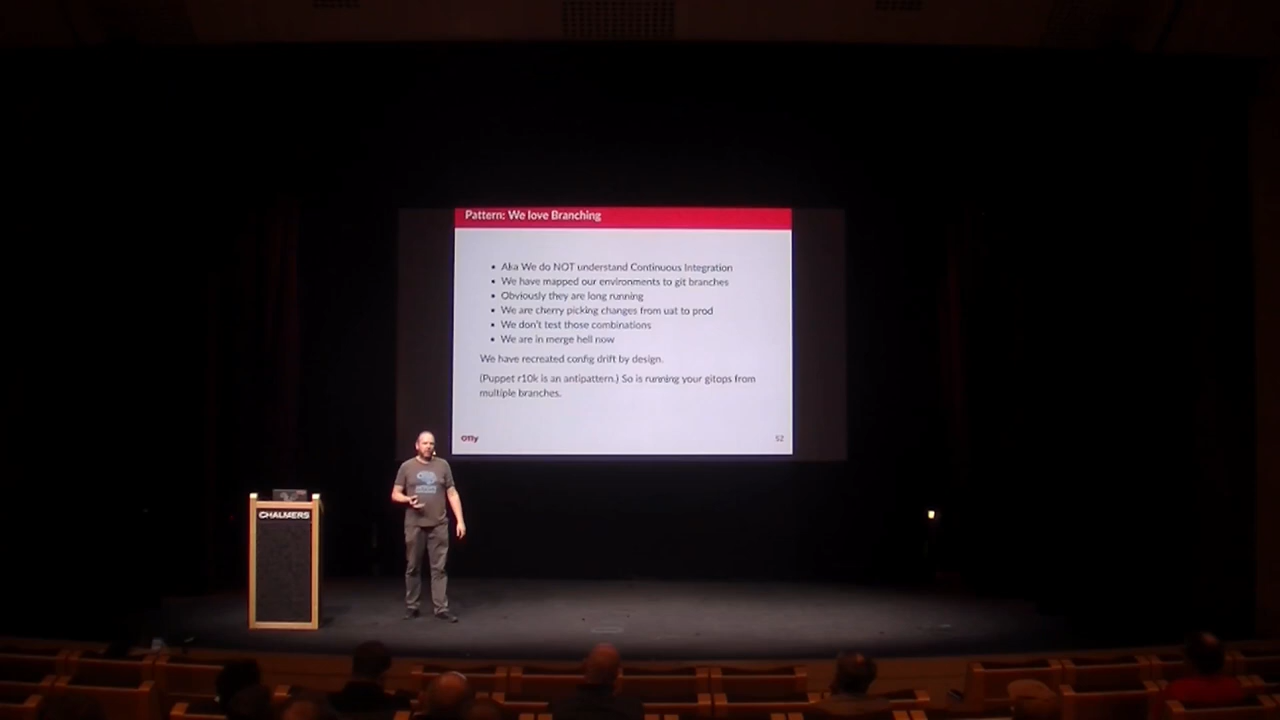 Pattern: We love Branching
• Aka We do NOT understand Continuous Integration
• We have mapped our environments to git branches
• Obviously they are long running
• We are cherry picking changes from uat to prod
• We don't test those combinations
• We are in merge hell now
We have recreated config drift by design.
(Puppet r10k is an antipattern.) So is running your gitops from
multiple branches.
o11y
52
CHALMERS